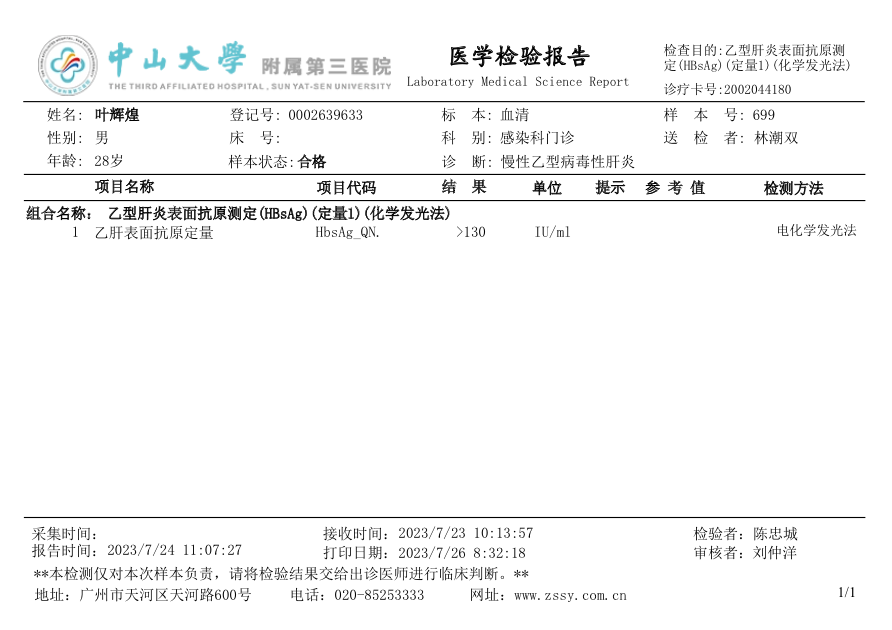 中山大学 附属第三医院
THE THIRD AFFILIATED HOSPITAL, SUN YAT-SEN UNIVERSITY
医学检验报告
Laboratory Medical Science Report
检查目的:乙型肝炎表面抗原测
定(HBsAg)(定量1)(化学发光法)
诊疗卡号:2002044180
姓名: 叶辉煌 登记号: 0002639633 标 本: 血清 样 本 号: 699
性别: 男 床 号: 科 别: 感染科门诊 送 检 者: 林潮双
年龄: 28岁 样本状态: 合格 诊 断: 慢性乙型病毒性肝炎
项目名称 项目代码 结 果 单位 提示 参 考 值 检测方法
组合名称: 乙型肝炎表面抗原测定(HBsAg)(定量1)(化学发光法)
1 乙肝表面抗原定量 HbsAg_QN. >130 IU/ml 电化学发光法
采集时间: 接收时间: 2023/7/23 10:13:57 检验者: 陈忠城
报告时间: 2023/7/24 11:07:27 打印日期: 2023/7/26 8:32:18 审核者: 刘仲洋
**本检测仅对本次样本负责,请将检验结果交给出诊医师进行临床判断。**
地址: 广州市天河区天河路600号 电话: 020-85253333 网址: www.zssy.com.cn 1/1